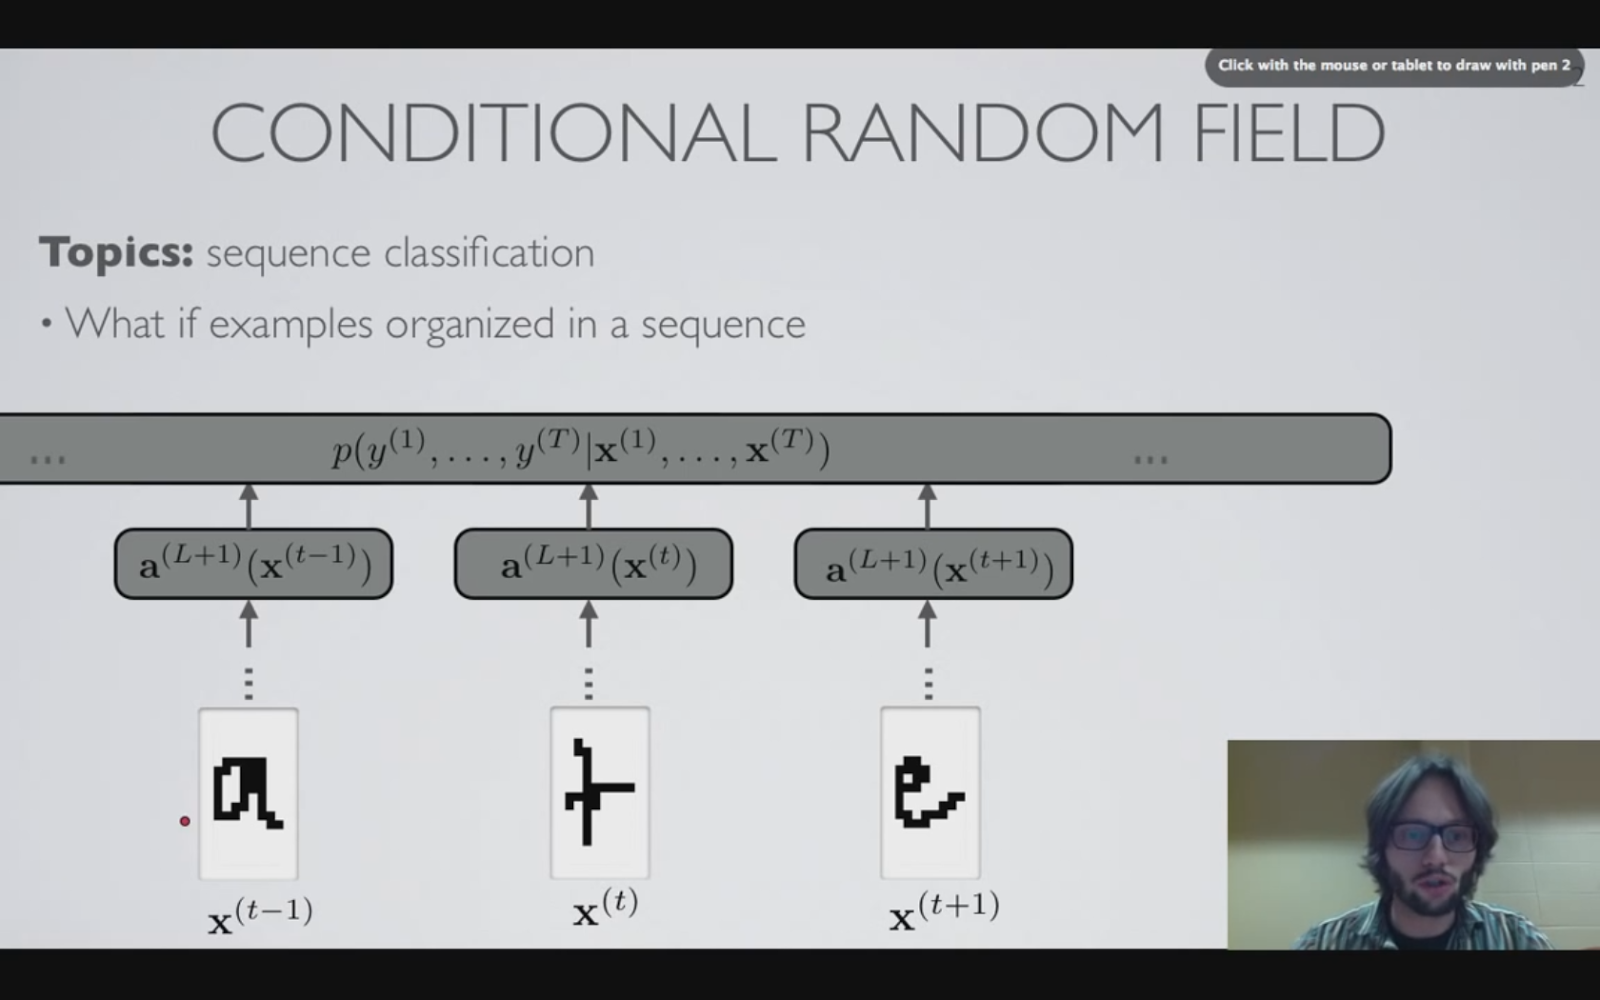 Click with the mouse or tablet to draw with pen 2
CONDITIONAL RANDOM FIELD
Topics: sequence classification
• What if examples organized in a sequence
... p(y^(1), . . . , y^(T)|x^(1), . . . , x^(T)) ...
a^(L+1)(x^(t−1)) a^(L+1)(x^(t)) a^(L+1)(x^(t+1))
a t e
x^(t−1) x^(t) x^(t+1)